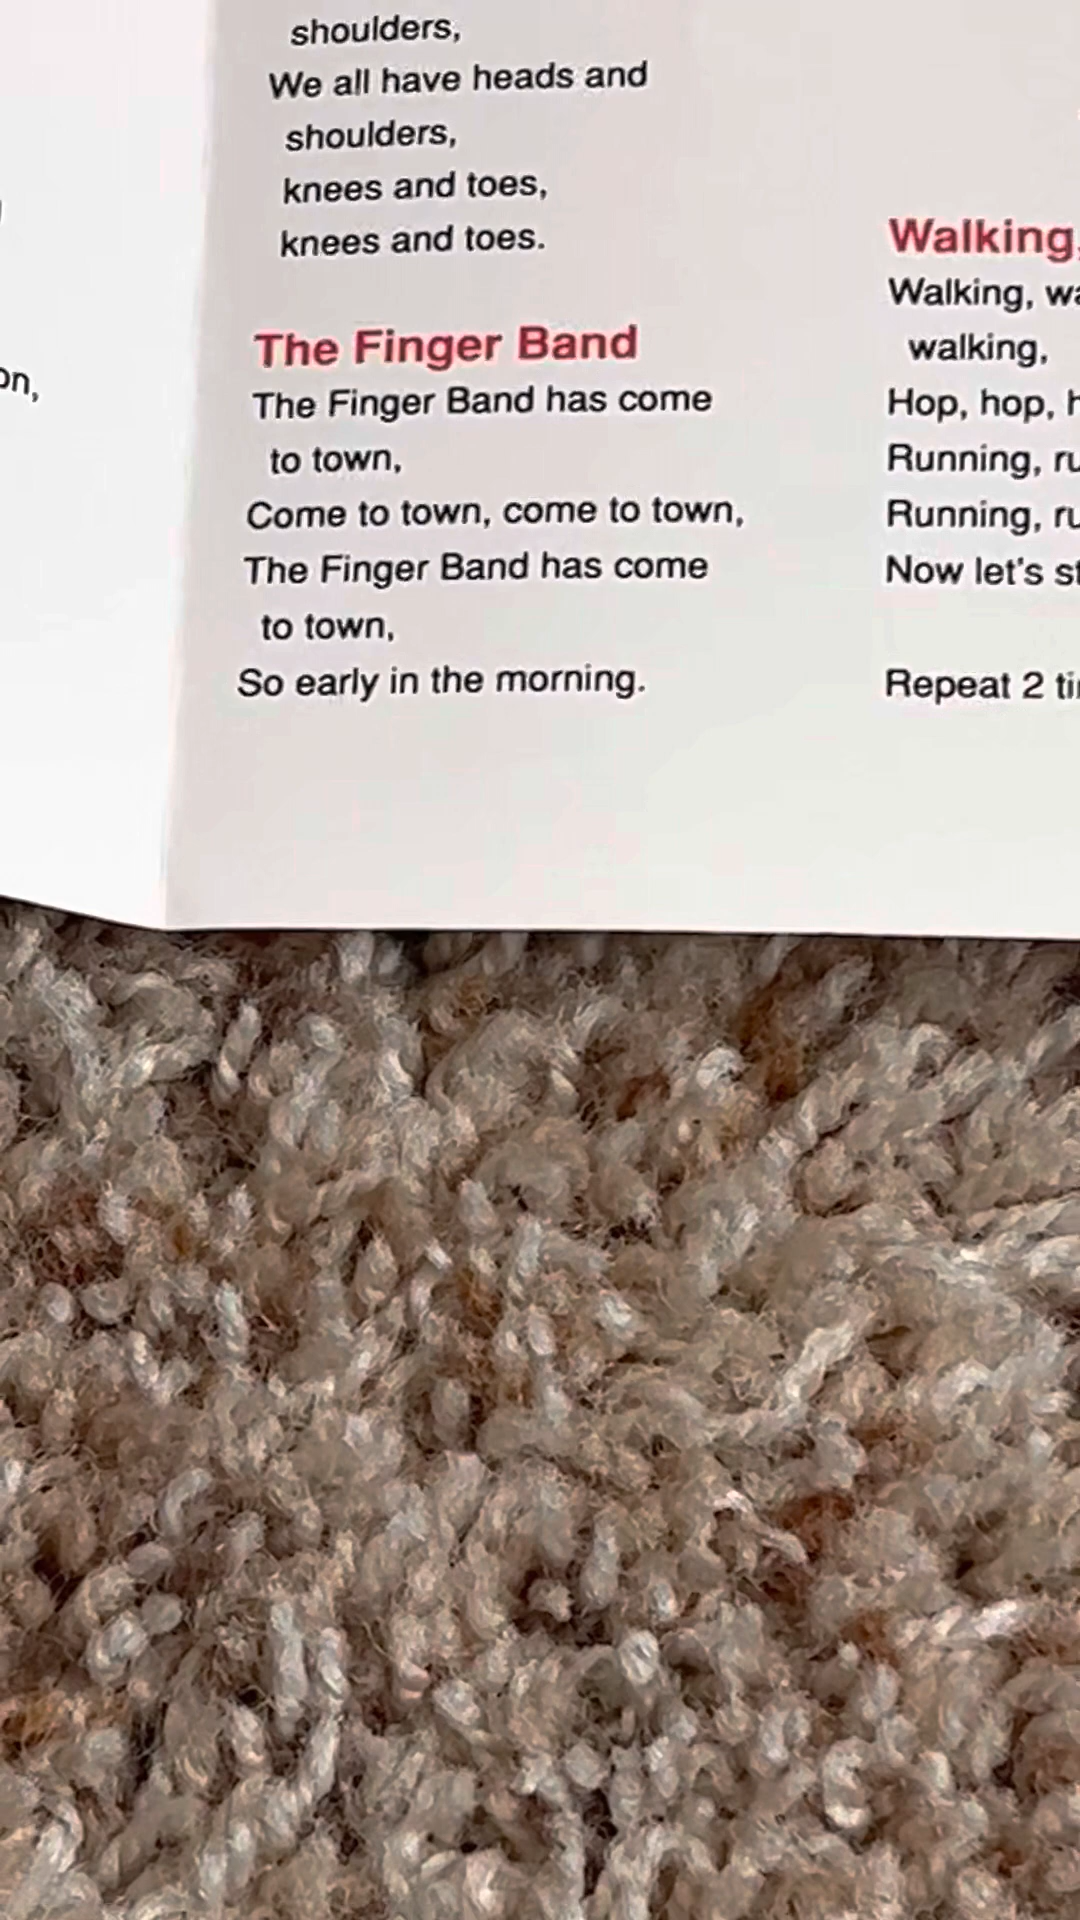 shoulders,
We all have heads and
shoulders,
knees and toes,
knees and toes.
The Finger Band
The Finger Band has come
to town,
Come to town, come to town,
The Finger Band has come
to town,
So early in the morning.
Walking,
Walking,
walking,
Hop, hop,
Running,
Running,
Now let's
Repeat 2